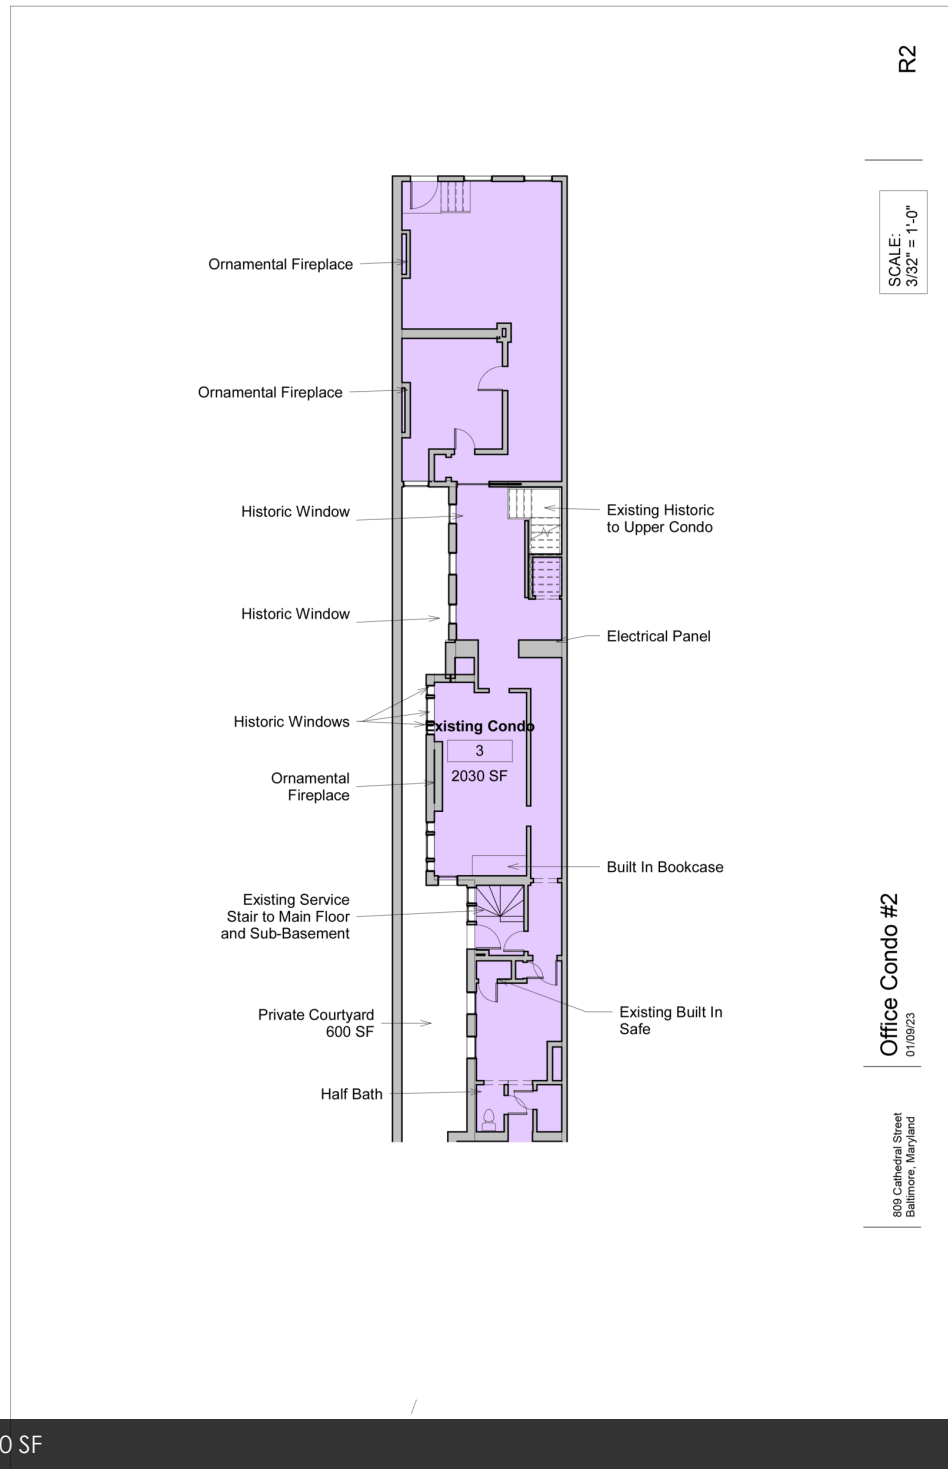 R2
SCALE:
3/32" = 1'-0"
Ornamental Fireplace
Ornamental Fireplace
Historic Window
Existing Historic
to Upper Condo
Historic Window
Electrical Panel
Historic Windows
Existing Condo
3
2030 SF
Ornamental
Fireplace
Built In Bookcase
Existing Service
Stair to Main Floor
and Sub-Basement
Private Courtyard
600 SF
Existing Built In
Safe
Half Bath
Office Condo #2
01/09/23
809 Cathedral Street
Baltimore, Maryland
0 SF